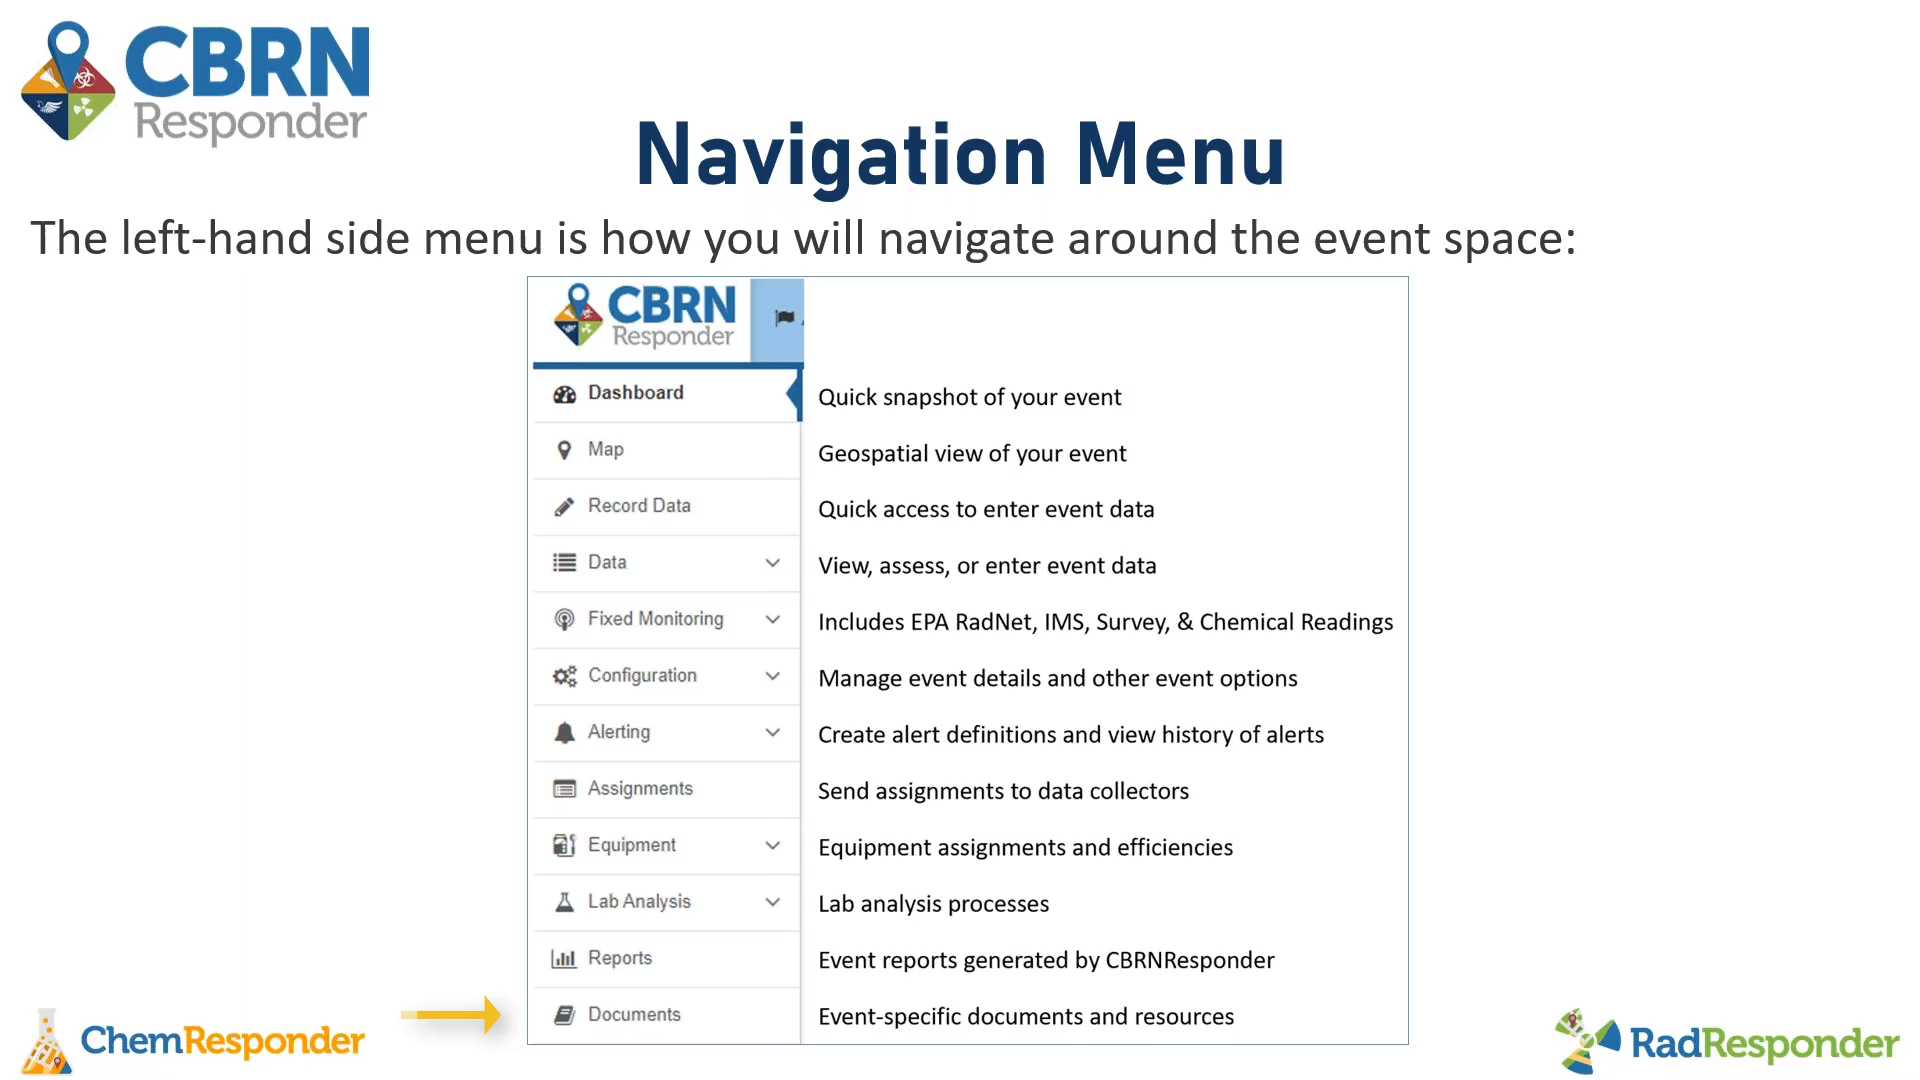 CBRN
Responder
Navigation Menu
The left-hand side menu is how you will navigate around the event space:
CBRN
Responder
Dashboard
Quick snapshot of your event
Map
Geospatial view of your event
Record Data
Quick access to enter event data
Data
View, assess, or enter event data
Fixed Monitoring
Includes EPA RadNet, IMS, Survey, & Chemical Readings
Configuration
Manage event details and other event options
Alerting
Create alert definitions and view history of alerts
Assignments
Send assignments to data collectors
Equipment
Equipment assignments and efficiencies
Lab Analysis
Lab analysis processes
Reports
Event reports generated by CBRNResponder
Documents
Event-specific documents and resources
ChemResponder
RadResponder